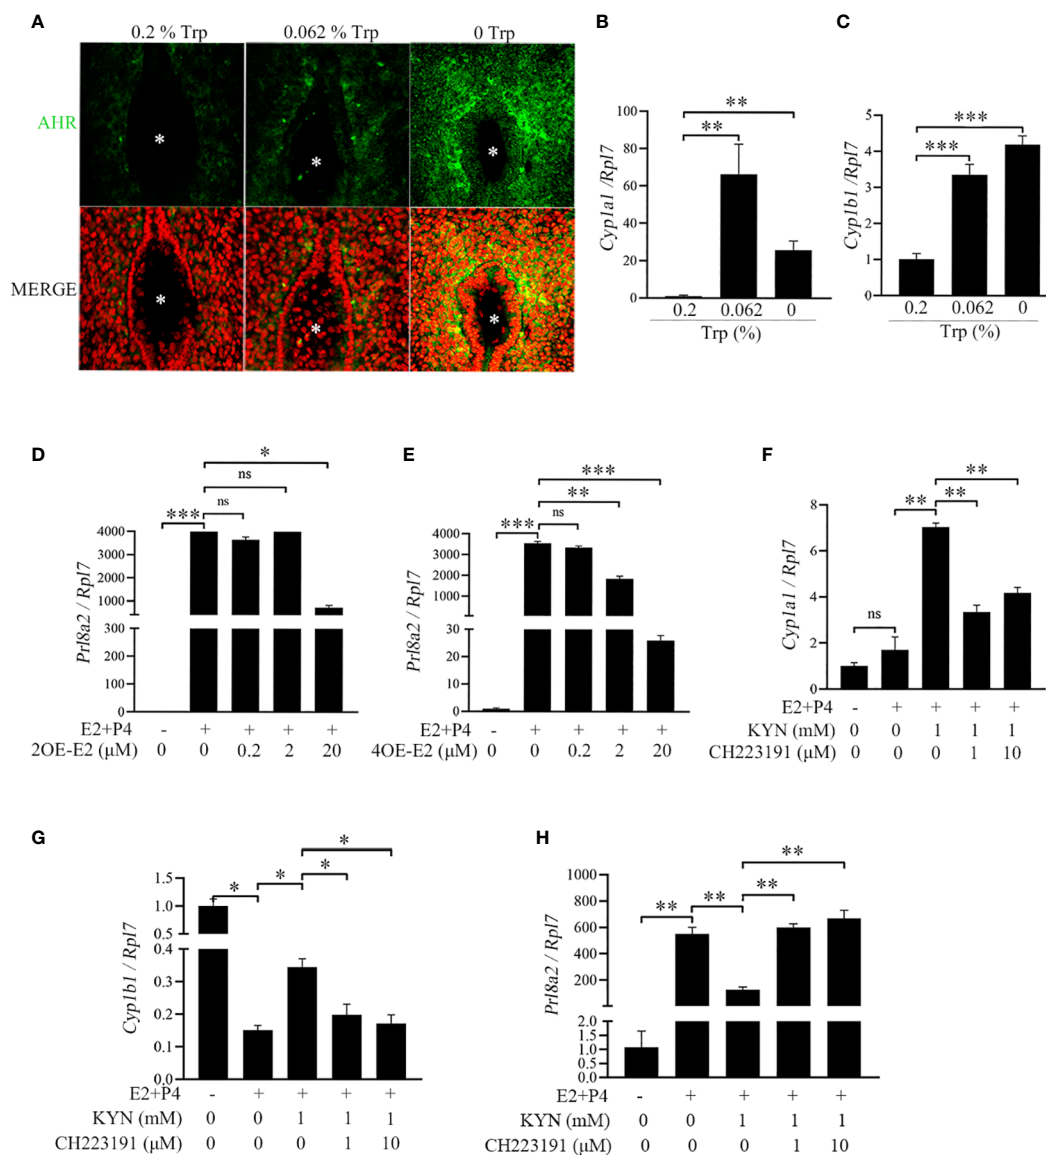 A
0.2 % Trp 0.062 % Trp 0 Trp
AHR
*
*
*
MERGE
*
*
*
B
**
**
100
80
60
40
20
0
Cyp1a1 /Rpl7
0.2 0.062 0
Trp (%)
C
***
***
5
4
3
2
1
0
Cyp1b1 /Rpl7
0.2 0.062 0
Trp (%)
D
*
ns
ns
***
4000
3000
2000
1000
300
200
100
0
Prl8a2 / Rpl7
E2+P4 - + + + +
2OE-E2 (μM) 0 0 0.2 2 20
E
***
**
ns
***
4000
3000
2000
1000
30
20
10
0
Prl8a2 / Rpl7
E2+P4 - + + + +
4OE-E2 (μM) 0 0 0.2 2 20
F
**
** **
ns
8
6
4
2
0
Cyp1a1 / Rpl7
E2+P4 - + + + +
KYN (mM) 0 0 1 1 1
CH223191 (μM) 0 0 0 1 10
G
*
*
*
*
1.5
1.0
0.5
0.4
0.3
0.2
0.1
0.0
Cyp1b1 / Rpl7
E2+P4 - + + + +
KYN (mM) 0 0 1 1 1
CH223191 (μM) 0 0 0 1 10
H
**
**
**
**
1000
800
600
400
200
2.0
1.5
1.0
0.5
0.0
Prl8a2 / Rpl7
E2+P4 - + + + +
KYN (mM) 0 0 1 1 1
CH223191 (μM) 0 0 0 1 10